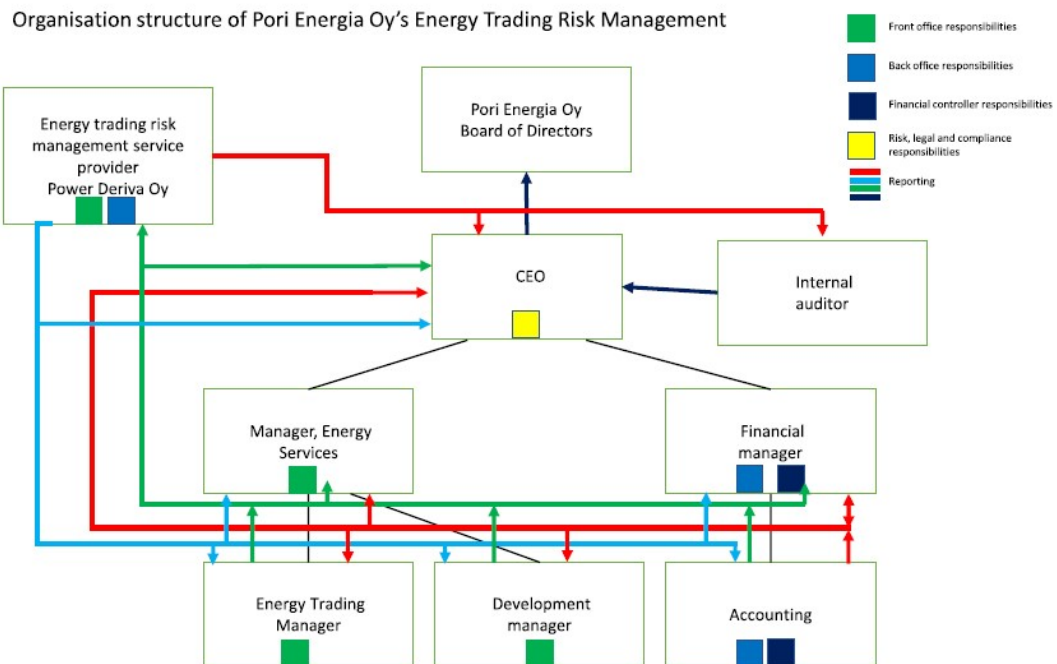 Organisation structure of Pori Energia Oy's Energy Trading Risk Management
Front office responsibilities
Back office responsibilities
Financial controller responsibilities
Risk, legal and compliance
responsibilities
Reporting
Pori Energia Oy
Board of Directors
Energy trading risk
management service
provider
Power Deriva Oy
CEO
Internal
auditor
Manager, Energy
Services
Financial
manager
Energy Trading
Manager
Development
manager
Accounting